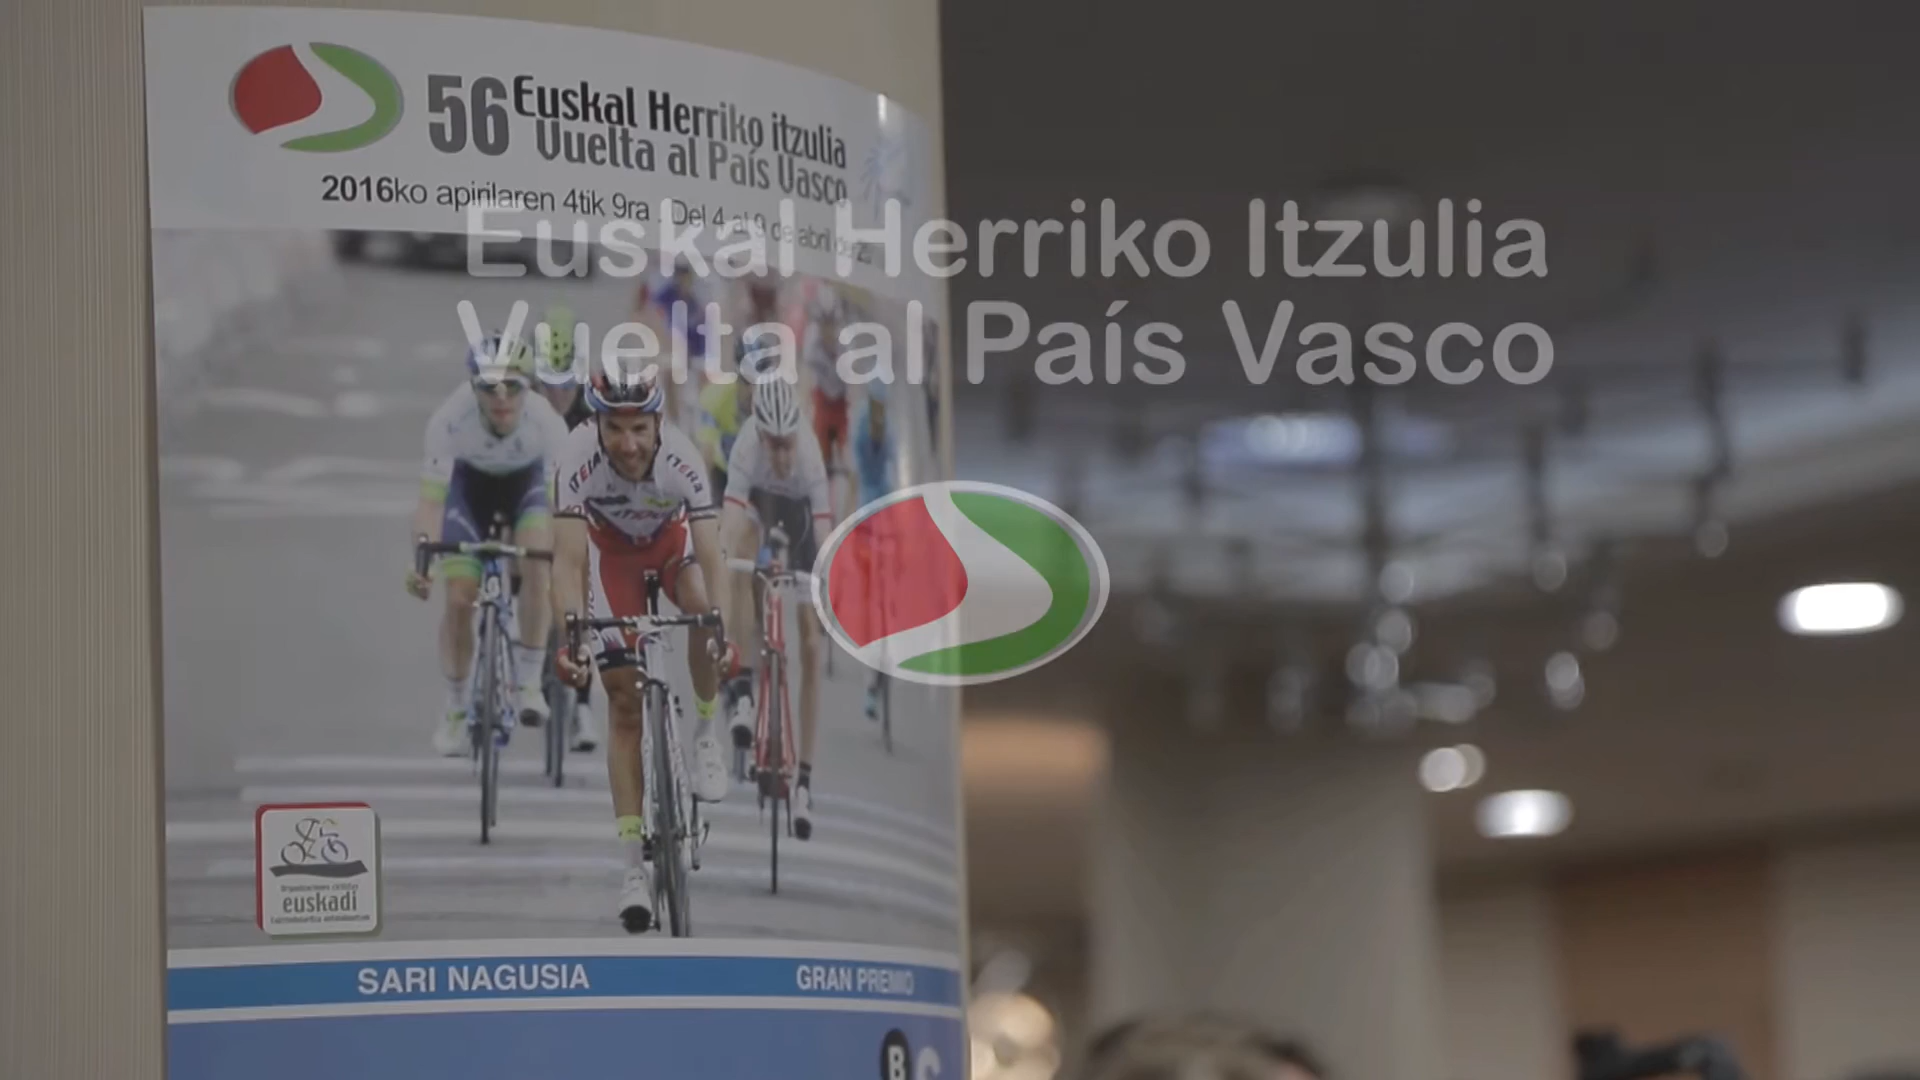 56 Euskal Herriko itzulia
Vuelta al País Vasco
2016ko apirilaren 4tik 9ra . Del 4 al 9 de abril de
Euskal Herriko Itzulia
Vuelta al País Vasco
euskadi
SARI NAGUSIA GRAN PREMIO
B